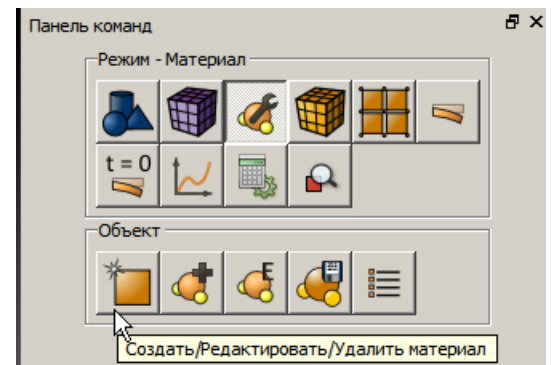 Панель команд
Режим - Материал
t = 0
Объект
E
Создать/Редактировать/Удалить материал